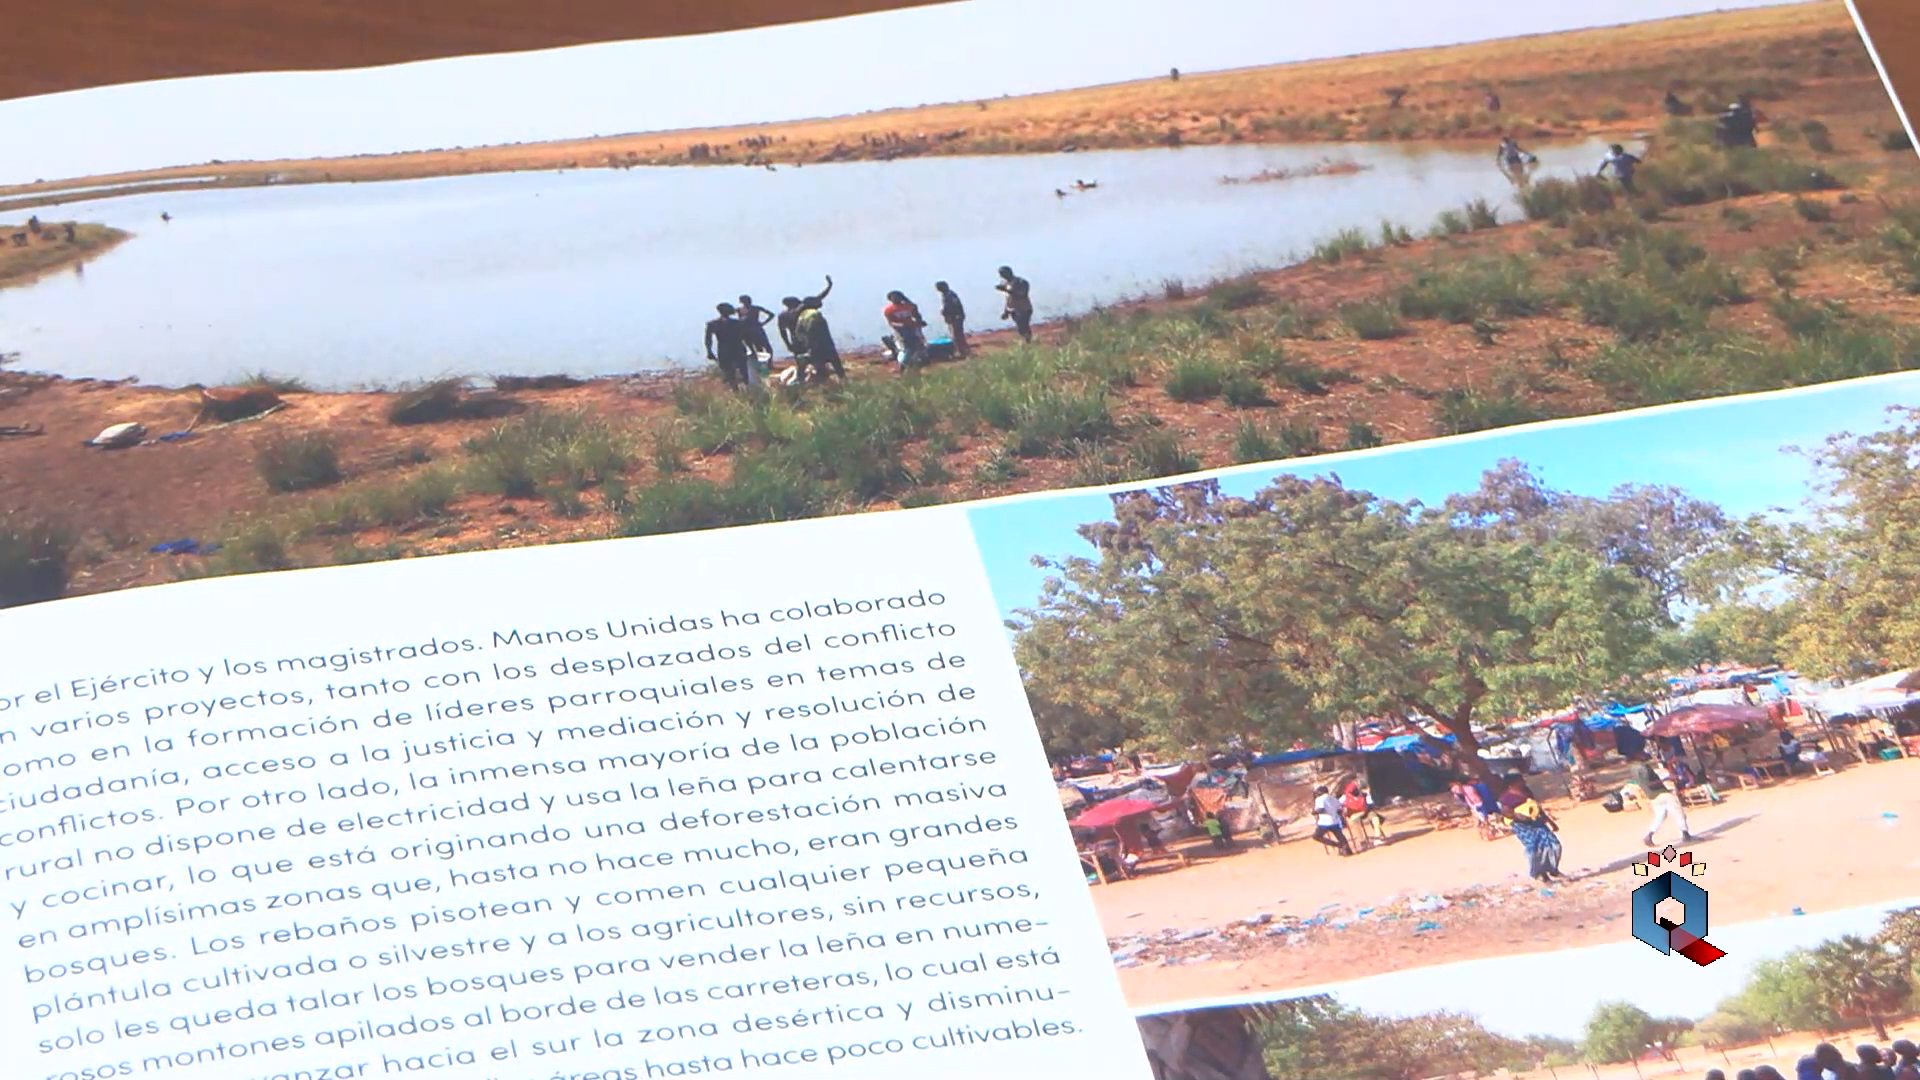 or el Ejército y los magistrados. Manos Unidas ha colaborado
n varios proyectos, tanto con los desplazados del conflicto
omo en la formación de líderes parroquiales en temas de
ciudadanía, acceso a la justicia y mediación y resolución de
conflictos. Por otro lado, la inmensa mayoría de la población
rural no dispone de electricidad y usa la leña para calentarse
y cocinar, lo que está originando una deforestación masiva
en amplísimas zonas que, hasta no hace mucho, eran grandes
bosques. Los rebaños pisotean y comen cualquier pequeña
plántula cultivada o silvestre y a los agricultores, sin recursos,
solo les queda talar los bosques para vender la leña en nume-
rosos montones apilados al borde de las carreteras, lo cual está
anzar hacia el sur la zona desértica y disminu-
áreas hasta hace poco cultivables.